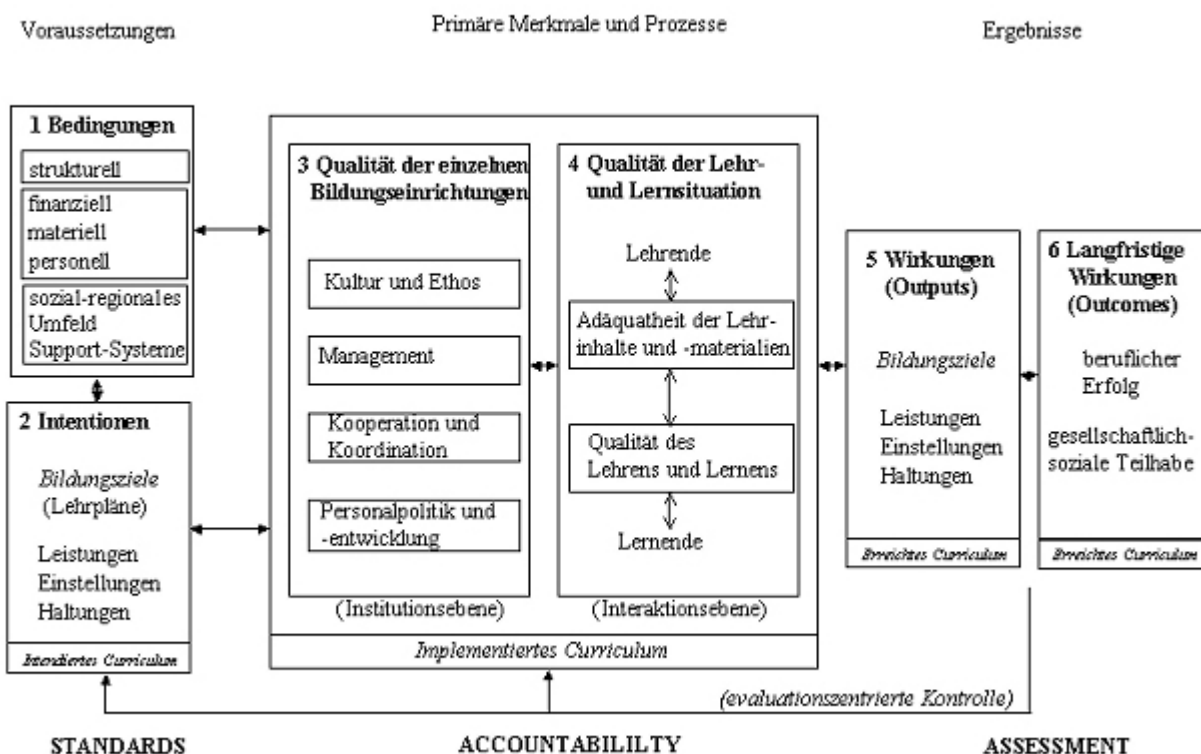 Voraussetzungen
Primäre Merkmale und Prozesse
Ergebnisse
1 Bedingungen
strukturell
finanziell
materiell
personell
sozial-regionales
Umfeld
Support-Systeme
2 Intentionen
Bildungsziele
(Lehrpläne)
Leistungen
Einstellungen
Haltungen
Intendiertes Curriculum
3 Qualität der einzelnen
Bildungseinrichtungen
Kultur und Ethos
Management
Kooperation und
Koordination
Personalpolitik und
-entwicklung
(Institutionsebene)
4 Qualität der Lehr-
und Lernsituation
Lehrende
Adäquatheit der Lehr-
inhalte und -materialien
Qualität des
Lehrens und Lernens
Lernende
(Interaktionsebene)
Implementiertes Curriculum
5 Wirkungen
(Outputs)
Bildungsziele
Leistungen
Einstellungen
Haltungen
Erreichtes Curriculum
6 Langfristige
Wirkungen
(Outcomes)
beruflicher
Erfolg
gesellschaftlich-
soziale Teilhabe
Erreichtes Curriculum
(evaluationszentrierte Kontrolle)
STANDARDS
ACCOUNTABILILTY
ASSESSMENT